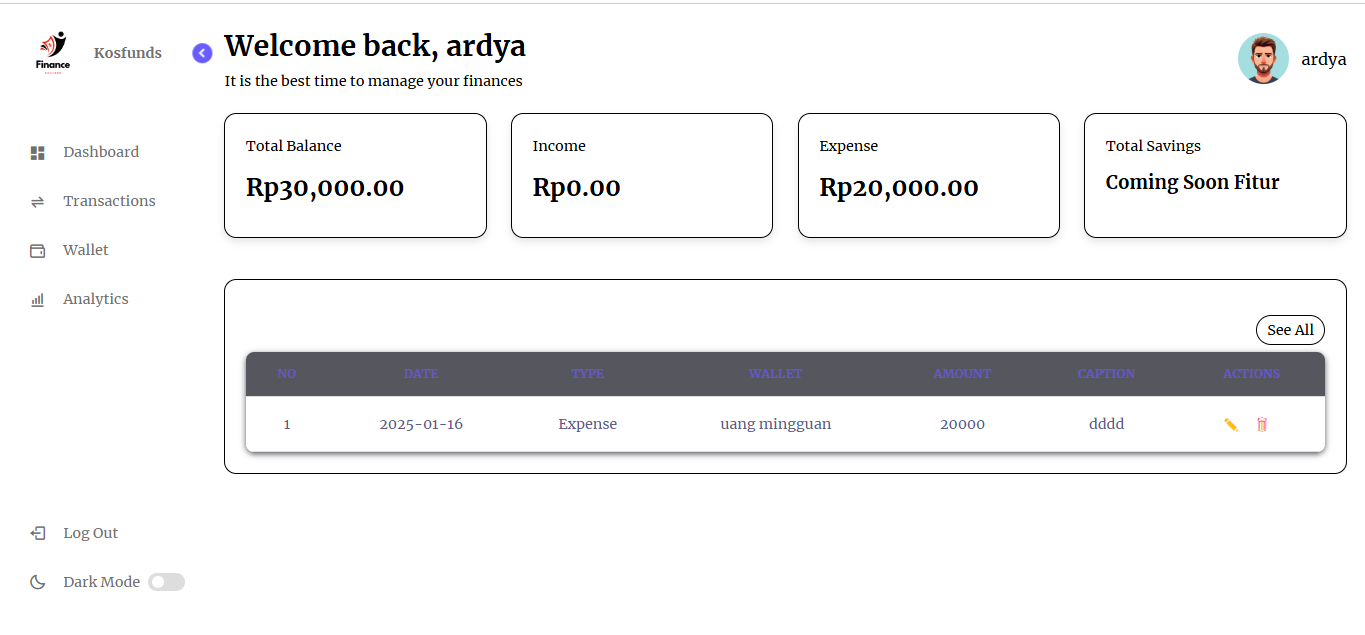 Finance
Kosfunds
Welcome back, ardya
It is the best time to manage your finances
ardya
Dashboard
Transactions
Wallet
Analytics
Log Out
Dark Mode
Total Balance
Rp30,000.00
Income
Rp0.00
Expense
Rp20,000.00
Total Savings
Coming Soon Fitur
See All
NO DATE TYPE WALLET AMOUNT CAPTION ACTIONS
1 2025-01-16 Expense uang mingguan 20000 dddd